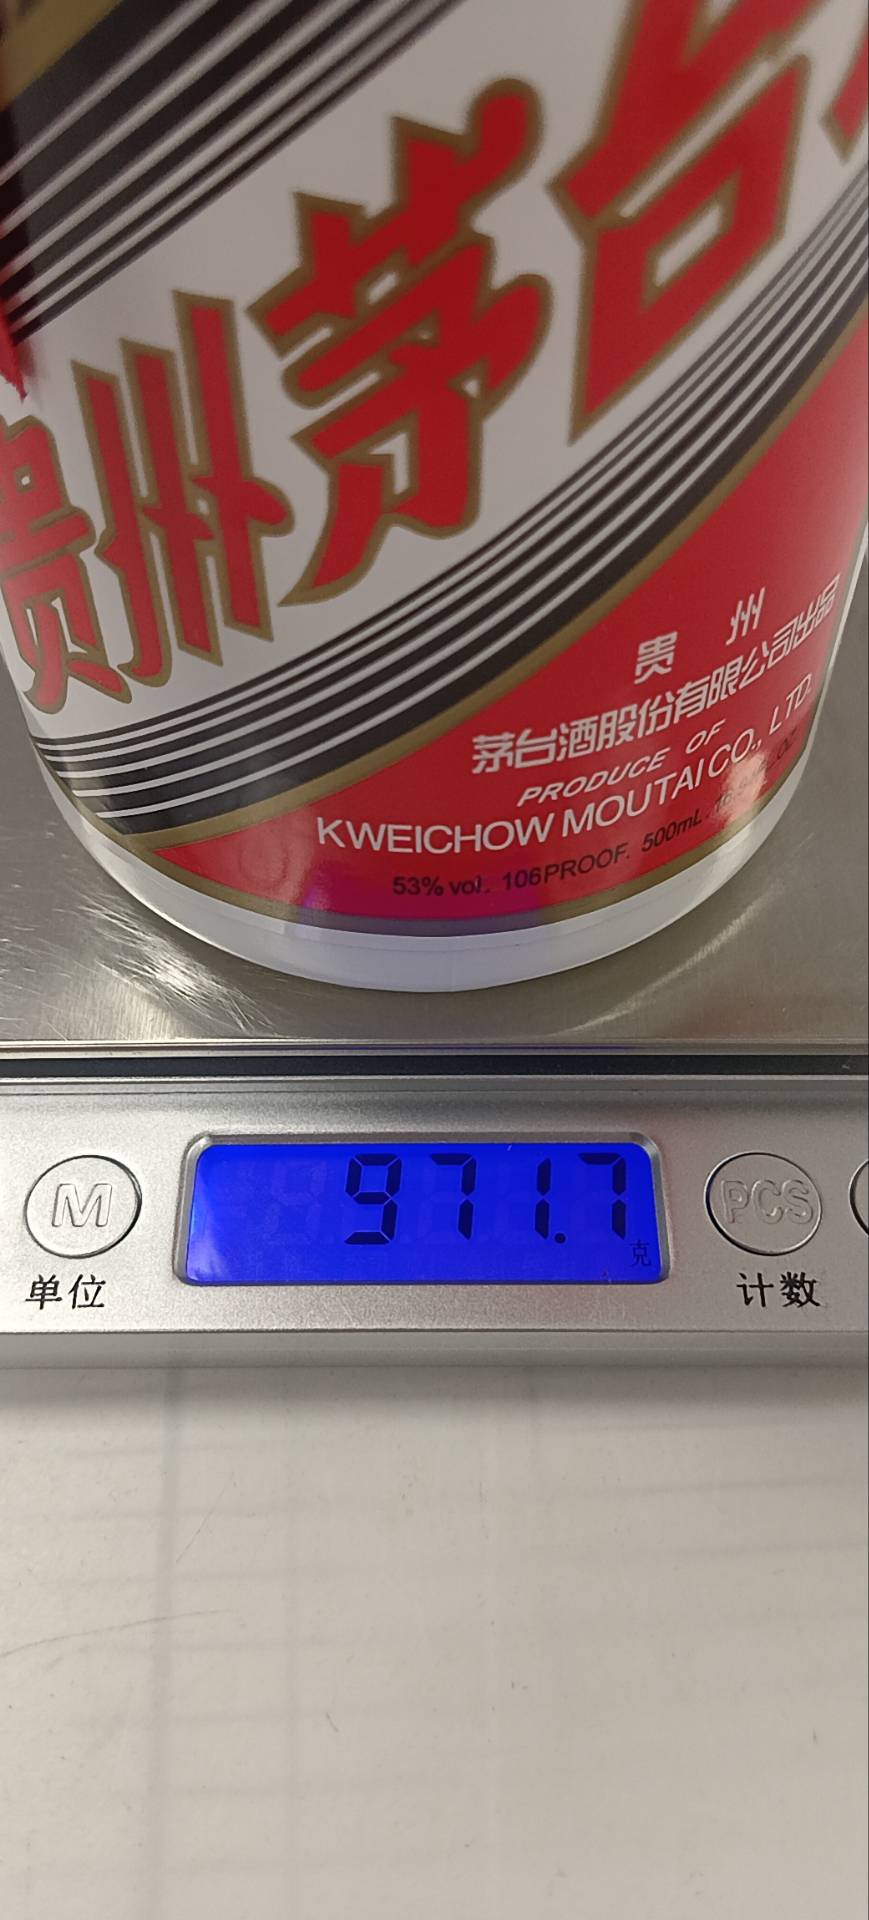 贵州茅台
贵 州
茅台酒股份有限公司出品
PRODUCE OF
KWEICHOW MOUTAI CO., LTD.
53% vol. 106PROOF. 500mL.
971.7
克
M
单位
PCS
计数